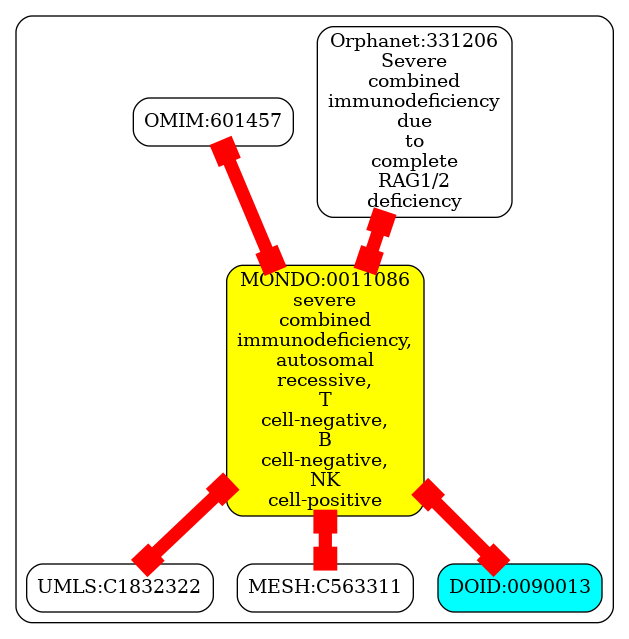 Orphanet:331206
Severe
combined
immunodeficiency
due
to
complete
RAG1/2
deficiency
OMIM:601457
MONDO:0011086
severe
combined
immunodeficiency,
autosomal
recessive,
T
cell-negative,
B
cell-negative,
NK
cell-positive
UMLS:C1832322
MESH:C563311
DOID:0090013